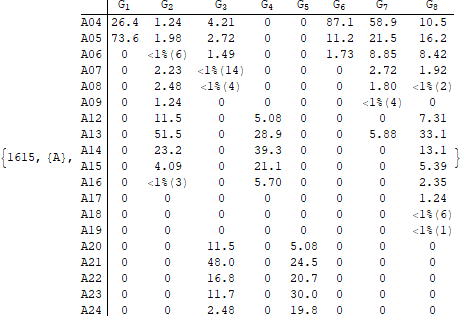 G1 G2 G3 G4 G5 G6 G7 G8
A04 26.4 1.24 4.21 0 0 87.1 58.9 10.5
A05 73.6 1.98 2.72 0 0 11.2 21.5 16.2
A06 0 <1%(6) 1.49 0 0 1.73 8.85 8.42
A07 0 2.23 <1%(14) 0 0 0 2.72 1.92
A08 0 2.48 <1%(4) 0 0 0 1.80 <1%(2)
A09 0 1.24 0 0 0 0 <1%(4) 0
A12 0 11.5 0 5.08 0 0 0 7.31
A13 0 51.5 0 28.9 0 0 5.88 33.1
{1615, {A}, A14 0 23.2 0 39.3 0 0 0 13.1 }
A15 0 4.09 0 21.1 0 0 0 5.39
A16 0 <1%(3) 0 5.70 0 0 0 2.35
A17 0 0 0 0 0 0 0 1.24
A18 0 0 0 0 0 0 0 <1%(6)
A19 0 0 0 0 0 0 0 <1%(1)
A20 0 0 11.5 0 5.08 0 0 0
A21 0 0 48.0 0 24.5 0 0 0
A22 0 0 16.8 0 20.7 0 0 0
A23 0 0 11.7 0 30.0 0 0 0
A24 0 0 2.48 0 19.8 0 0 0